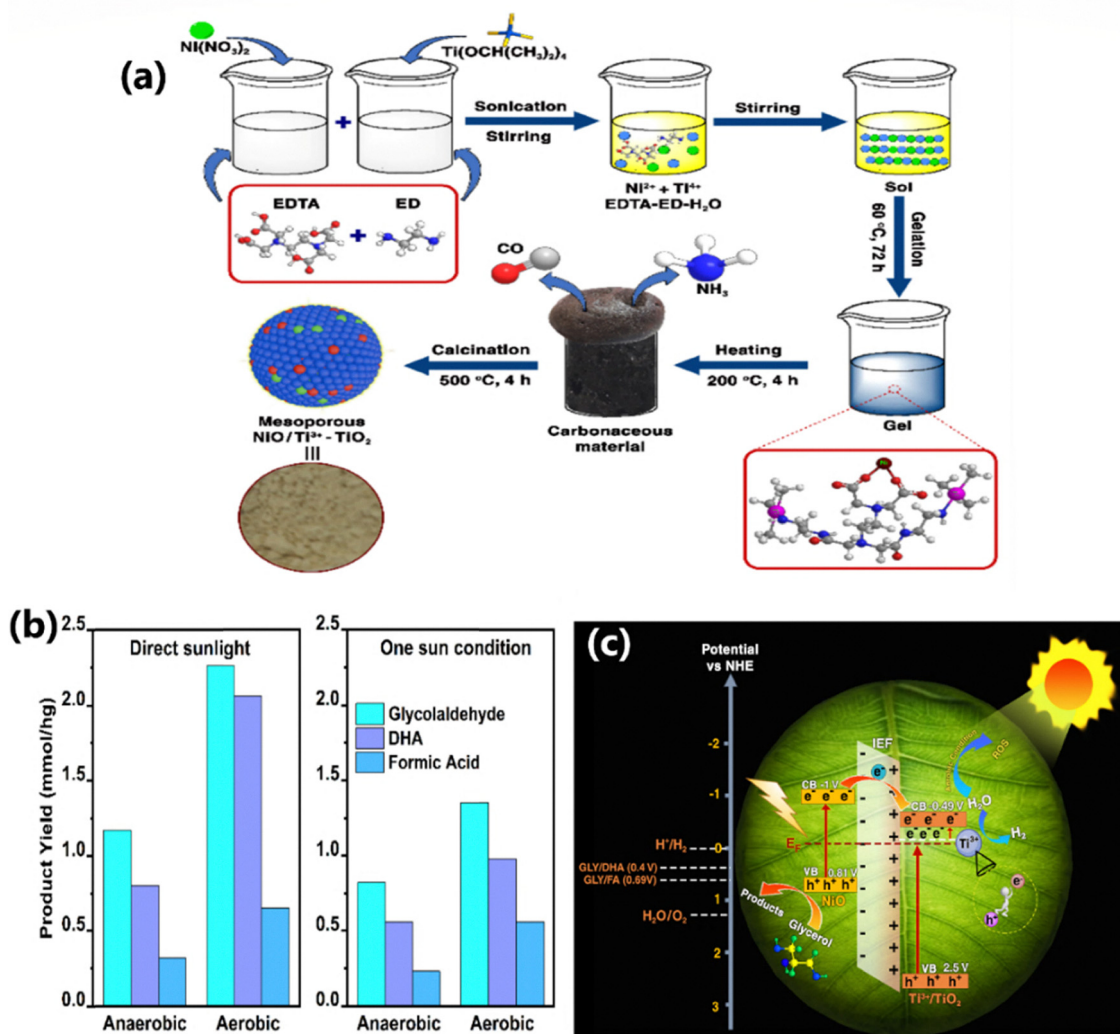 (a)
NI(NO3)2
Ti(OCH(CH3)2)4
+
Sonication
Stirring
Stirring
Ni2+ + Ti4+
EDTA-ED-H2O
Sol
EDTA
+
ED
Gelation
60 °C, 72 h
CO
NH3
Calcination
500 °C, 4 h
Heating
200 °C, 4 h
Gel
Carbonaceous
material
Mesoporous
NIO/Ti3+ - TiO2
(b)
Product Yield (mmol/hg)
2.5
2.0
1.5
1.0
0.5
0.0
Direct sunlight
Anaerobic
Aerobic
2.5
2.0
1.5
1.0
0.5
0.0
One sun condition
Glycolaldehyde
DHA
Formic Acid
Anaerobic
Aerobic
(c)
Potential
vs NHE
-2
-1
0
1
2
3
H+/H2
GLY/DHA (0.4 V)
GLY/FA (0.69V)
H2O/O2
IEF
e-
CB -1 V
e- e- e-
EF
VB 0.81 V
h+ h+ h+
NiO
Products
Glycerol
CB -0.49 V
e- e- e-
e- e- e-
Ti3+
ROS
H2O
H2
e-
h+
VB 2.5 V
h+ h+ h+
Ti3+/TiO2